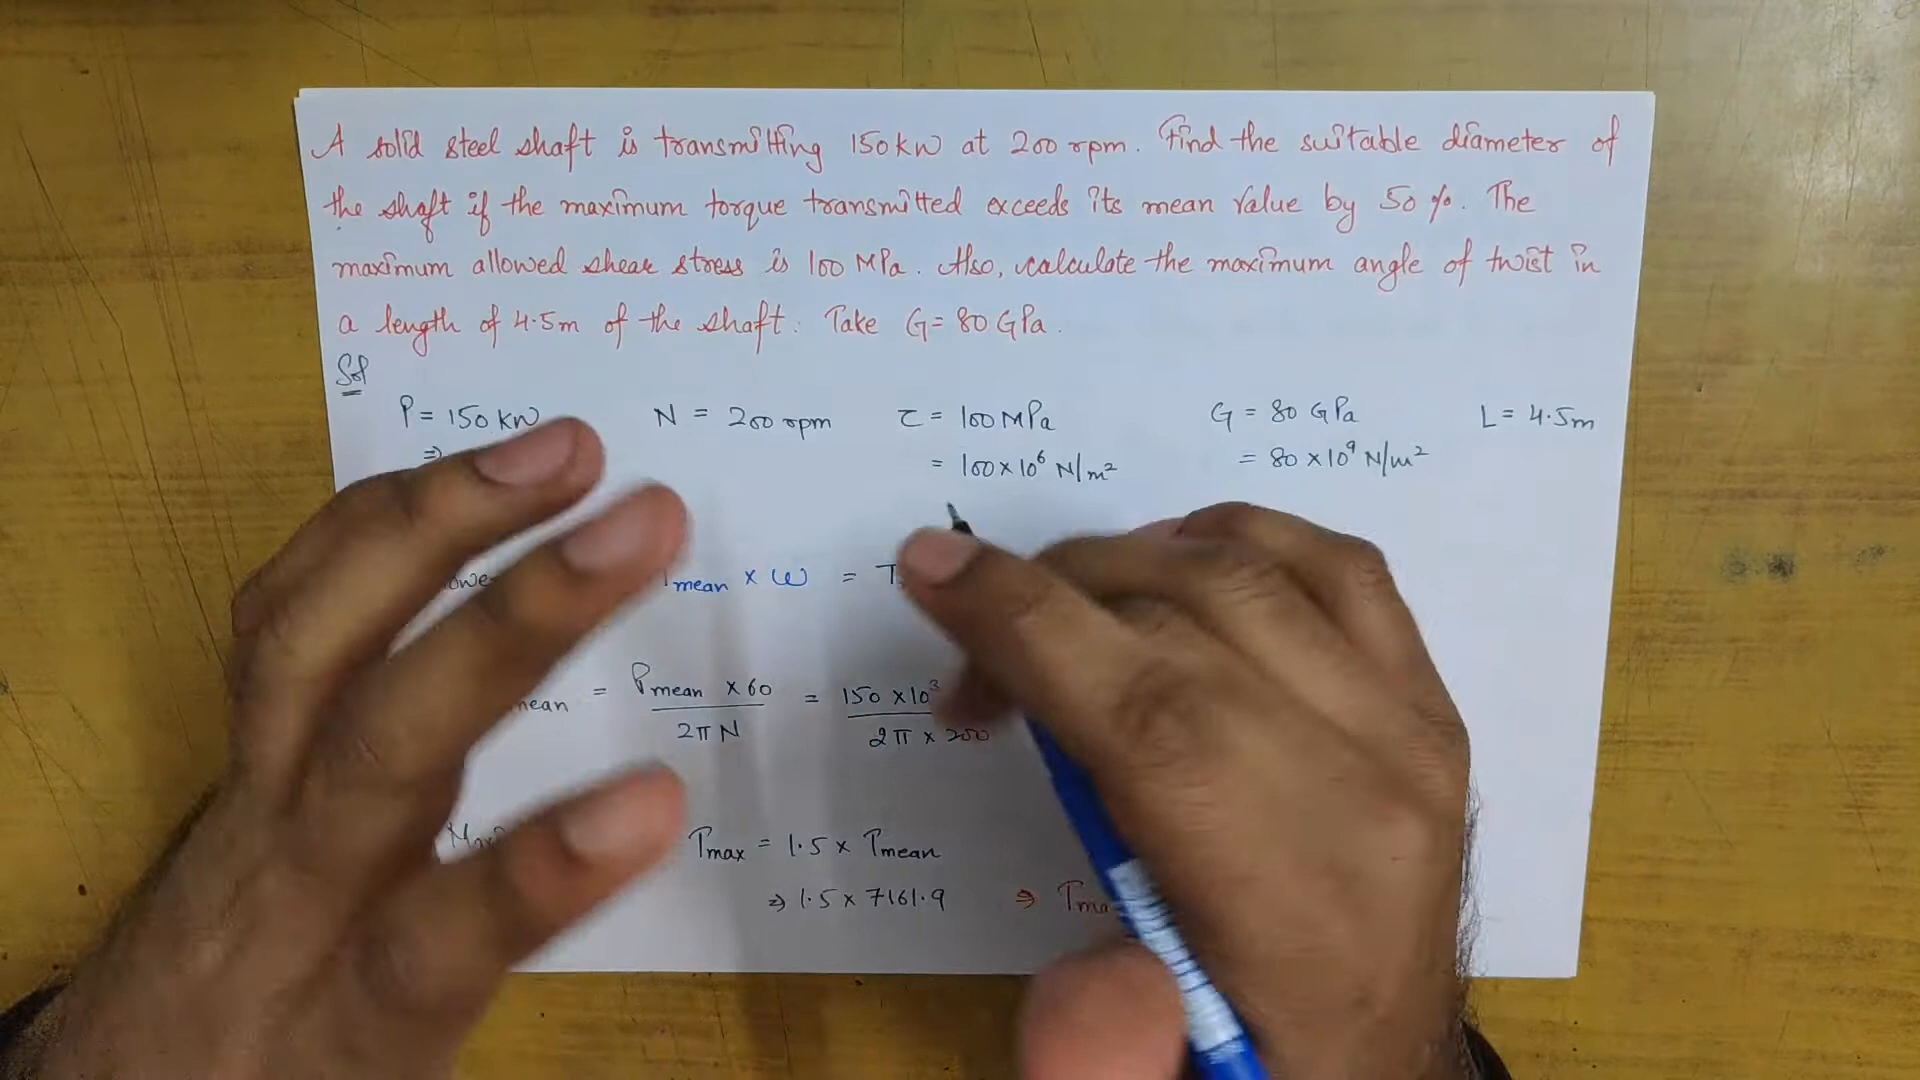 A solid steel shaft is transmitting 150 kW at 200 rpm. Find the suitable diameter of
the shaft if the maximum torque transmitted exceeds its mean value by 50 %. The
maximum allowed shear stress is 100 MPa. Also, calculate the maximum angle of twist in
a length of 4.5m of the shaft. Take G = 80 GPa.
Sol
P = 150 KW N = 200 rpm τ = 100 MPa G = 80 GPa L = 4.5m
⇒ = 100 × 10⁶ N/m² = 80 × 10⁹ N/m²
mean × ω = T
= Pmean × 60 / 2π N = 150 × 10³ / 2π × 200
Tmax = 1.5 × Tmean
⇒ 1.5 × 7161.9 ⇒